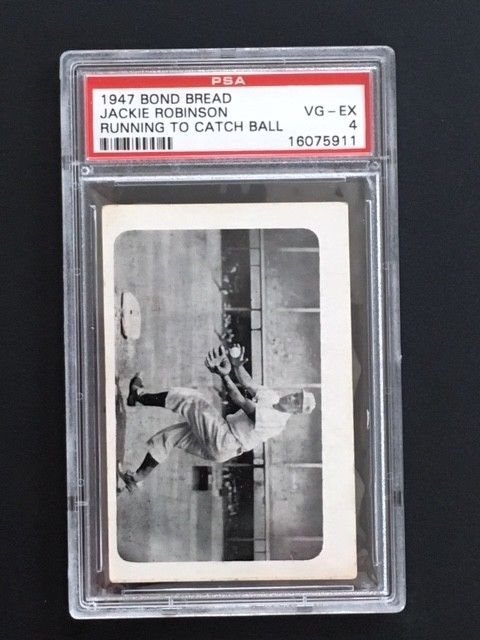 PSA
1947 BOND BREAD
JACKIE ROBINSON VG-EX
RUNNING TO CATCH BALL 4
16075911